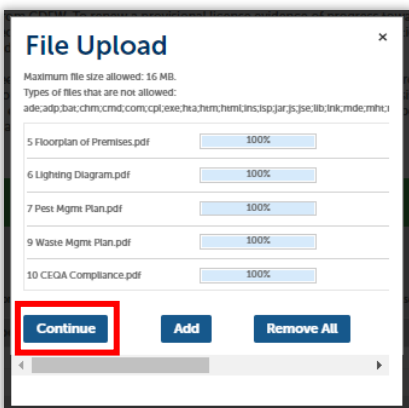 File Upload
×
Maximum file size allowed: 16 MB.
Types of files that are not allowed:
ade;adp;bat;chm;cmd;com;cpl;exe;hta;htm;html;ins;isp;jar;js;jse;lib;lnk;mde;mht;
5 Floorplan of Premises.pdf 100%
6 Lighting Diagram.pdf 100%
7 Pest Mgmt Plan.pdf 100%
9 Waste Mgmt Plan.pdf 100%
10 CEQA Compliance.pdf 100%
Continue Add Remove All